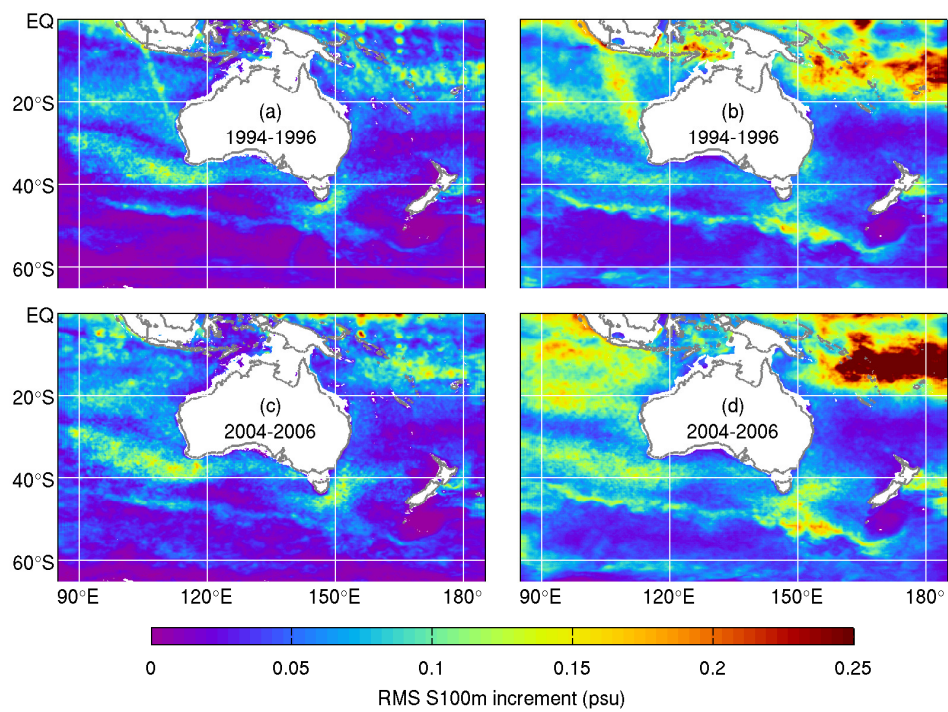 EQ
20°S
40°S
60°S
(a)
1994-1996
(b)
1994-1996
EQ
20°S
40°S
60°S
(c)
2004-2006
(d)
2004-2006
90°E 120°E 150°E 180° 90°E 120°E 150°E 180°
0 0.05 0.1 0.15 0.2 0.25
RMS S100m increment (psu)